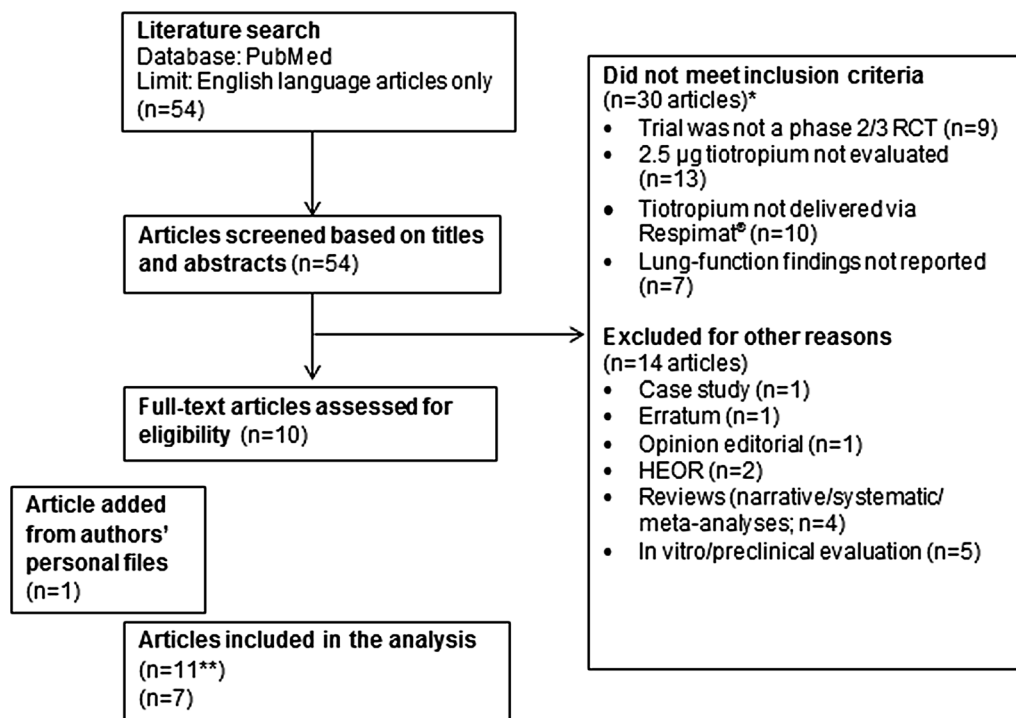 Literature search
Database: PubMed
Limit: English language articles only
(n=54)
Articles screened based on titles
and abstracts (n=54)
Full-text articles assessed for
eligibility (n=10)
Article added
from authors'
personal files
(n=1)
Articles included in the analysis
(n=11**)
(n=7)
Did not meet inclusion criteria
(n=30 articles)*
• Trial was not a phase 2/3 RCT (n=9)
• 2.5 µg tiotropium not evaluated
(n=13)
• Tiotropium not delivered via
Respimat® (n=10)
• Lung-function findings not reported
(n=7)
Excluded for other reasons
(n=14 articles)
• Case study (n=1)
• Erratum (n=1)
• Opinion editorial (n=1)
• HEOR (n=2)
• Reviews (narrative/systematic/
meta-analyses; n=4)
• In vitro/preclinical evaluation (n=5)